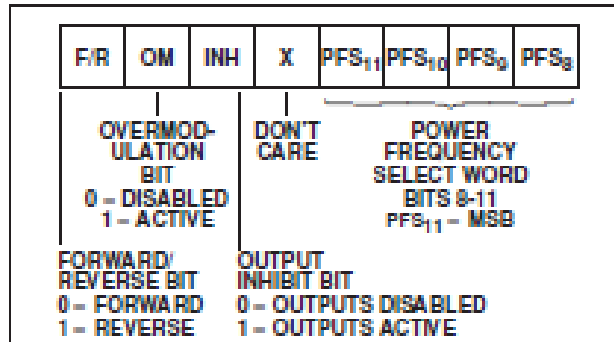 F/R OM INH X PFS11 PFS10 PFS9 PFS8
OVERMOD-
ULATION
BIT
0 – DISABLED
1 – ACTIVE
DON'T
CARE
POWER
FREQUENCY
SELECT WORD
BITS 8-11
PFS11 – MSB
FORWARD/
REVERSE BIT
0 – FORWARD
1 – REVERSE
OUTPUT
INHIBIT BIT
0 – OUTPUTS DISABLED
1 – OUTPUTS ACTIVE